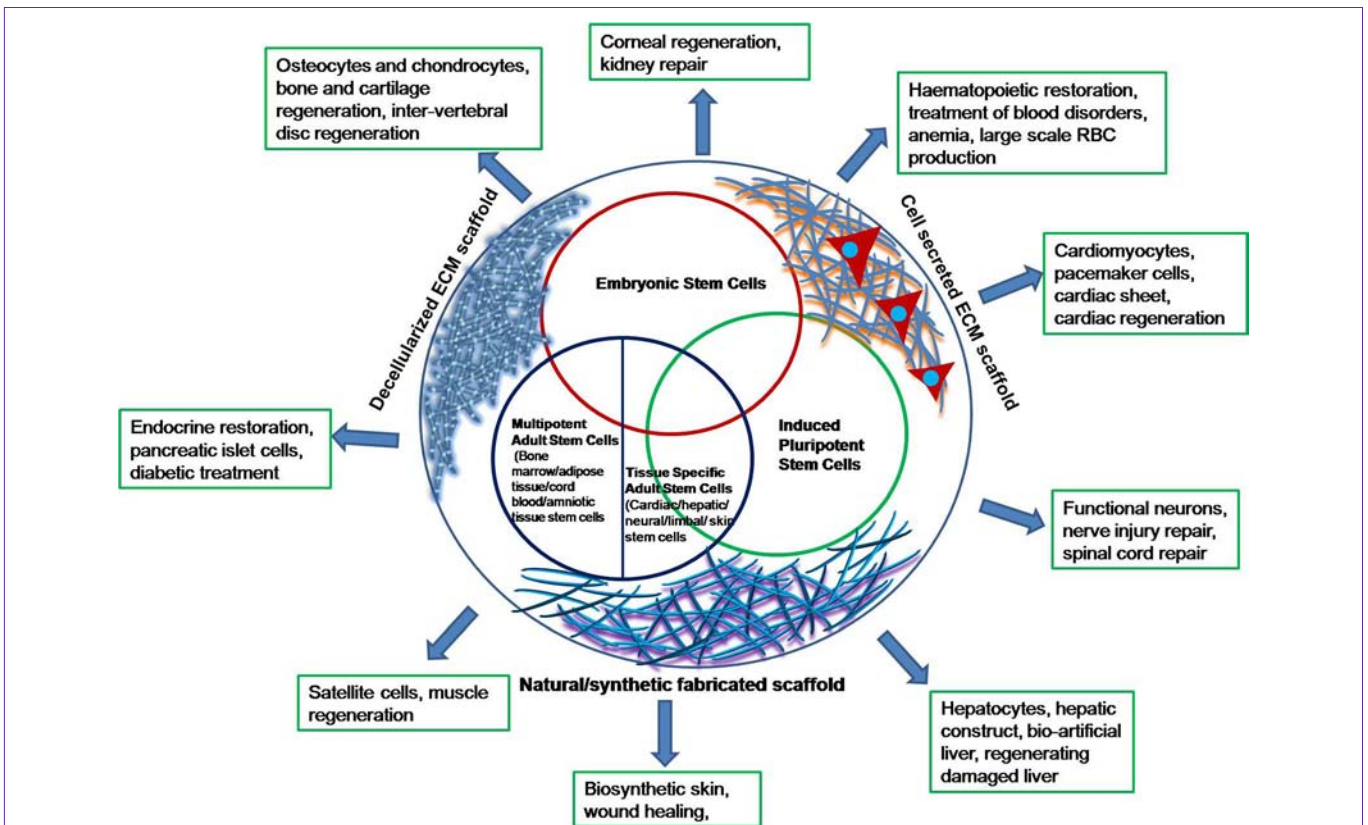 Corneal regeneration,
kidney repair
Osteocytes and chondrocytes,
bone and cartilage
regeneration, inter-vertebral
disc regeneration
Haematopoietic restoration,
treatment of blood disorders,
anemia, large scale RBC
production
Decellularized ECM scaffold
Cell secreted ECM scaffold
Cardiomyocytes,
pacemaker cells,
cardiac sheet,
cardiac regeneration
Embryonic Stem Cells
Endocrine restoration,
pancreatic islet cells,
diabetic treatment
Multipotent
Adult Stem Cells
(Bone
marrow/adipose
tissue/cord
blood/amniotic
tissue stem cells
Tissue Specific
Adult Stem Cells
(Cardiac/hepatic/
neural/limbal/skin
stem cells
Induced
Pluripotent
Stem Cells
Functional neurons,
nerve injury repair,
spinal cord repair
Satellite cells, muscle
regeneration
Natural/synthetic fabricated scaffold
Hepatocytes, hepatic
construct, bio-artificial
liver, regenerating
damaged liver
Biosynthetic skin,
wound healing,